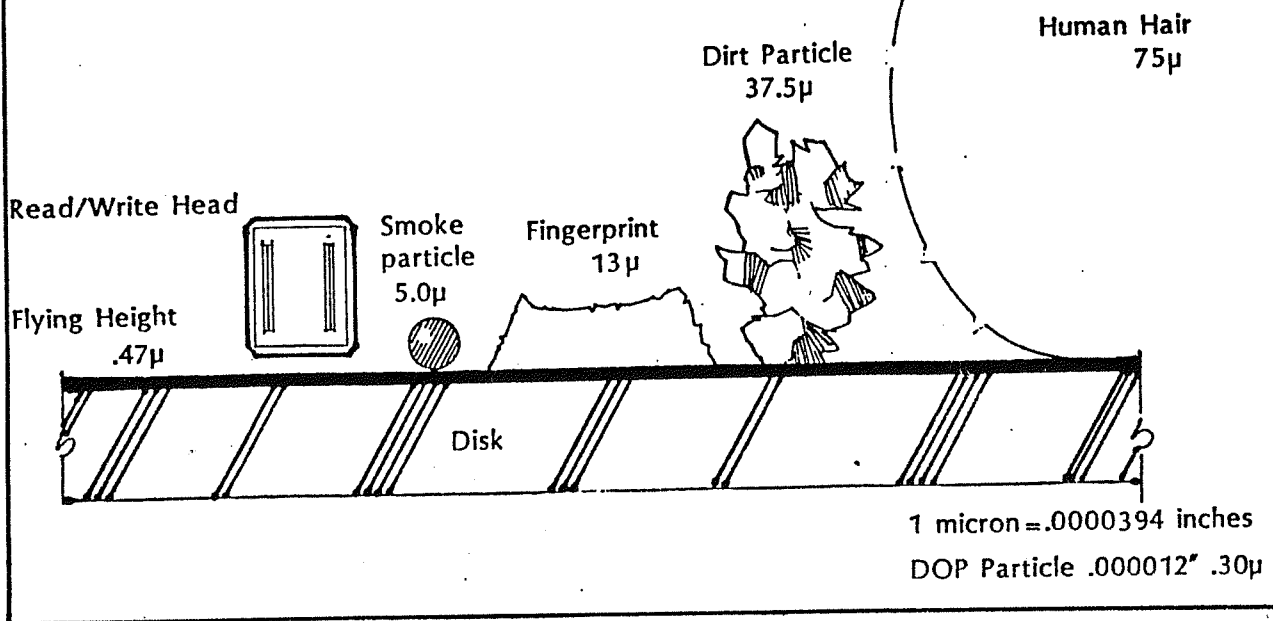 Human Hair
75μ
Dirt Particle
37.5μ
Read/Write Head
Smoke
particle
5.0μ
Fingerprint
13μ
Flying Height
.47μ
Disk
1 micron=.0000394 inches
DOP Particle .000012" .30μ